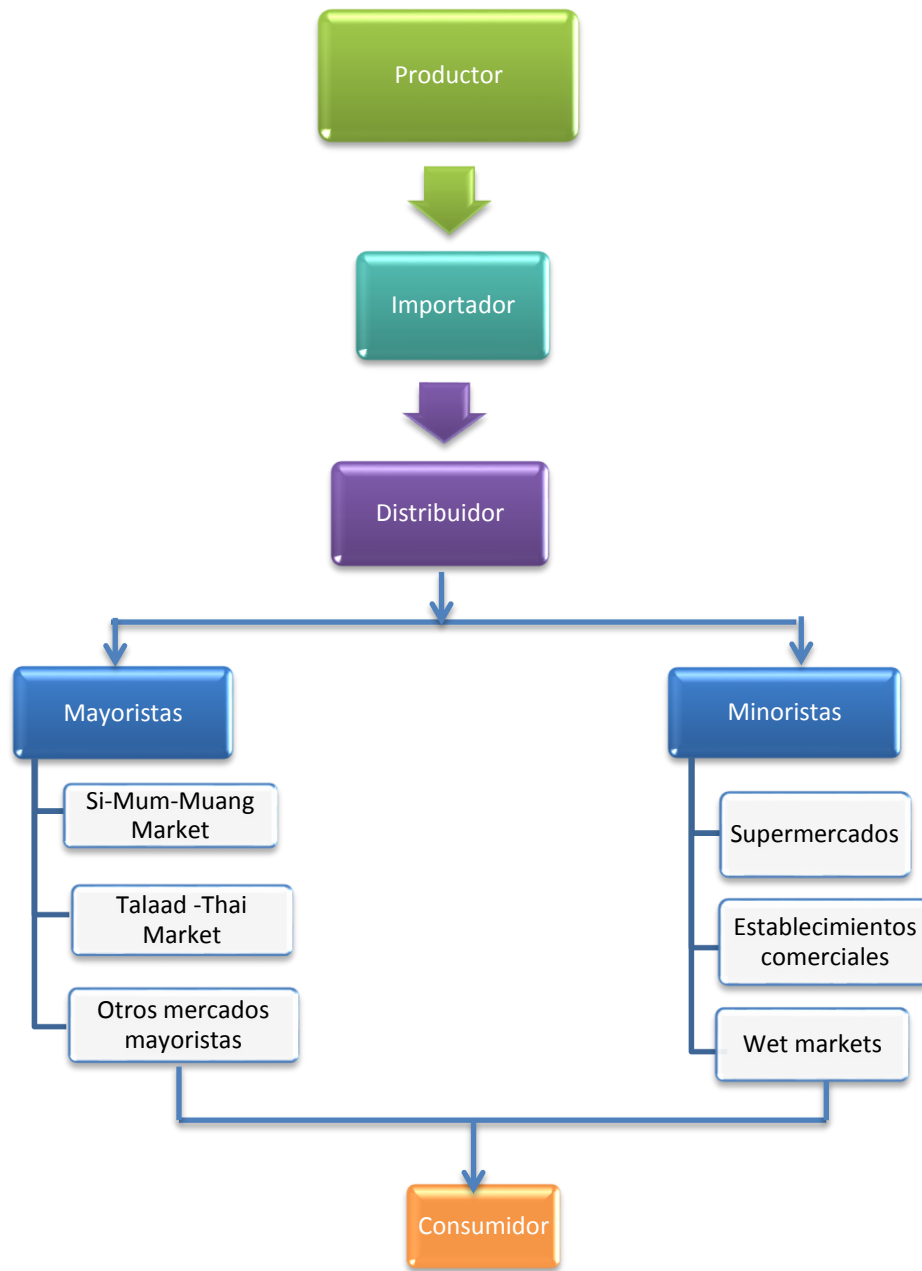 Productor
Importador
Distribuidor
Mayoristas
Si-Mum-Muang
Market
Talaad -Thai
Market
Otros mercados
mayoristas
Minoristas
Supermercados
Establecimientos
comerciales
Wet markets
Consumidor